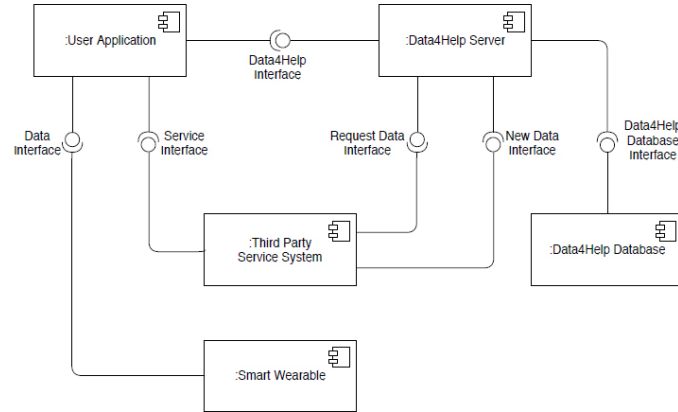 :User Application
:Data4Help Server
Data4Help
Interface
Data
Interface
Service
Interface
Request Data
Interface
New Data
Interface
Data4Help
Database
Interface
:Third Party
Service System
:Data4Help Database
:Smart Wearable